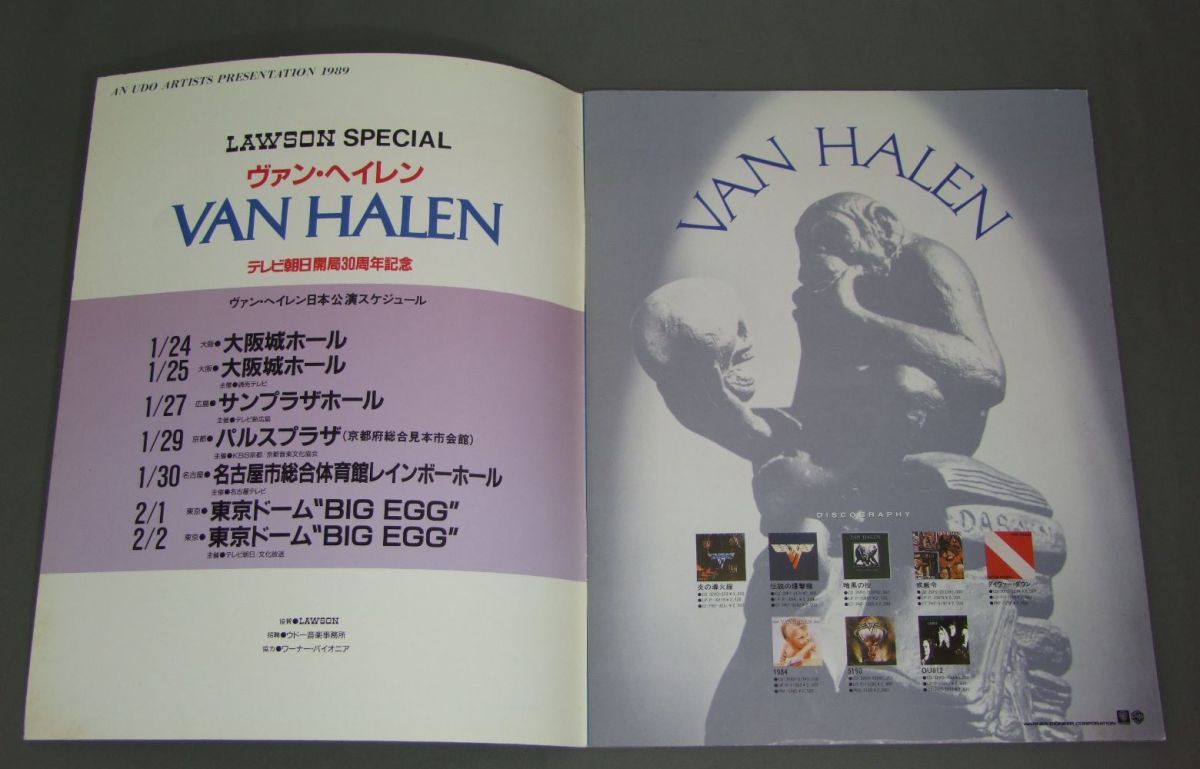 AN UDO ARTISTS PRESENTATION 1989
LAWSON SPECIAL
ヴァン・ヘイレン
VAN HALEN
テレビ朝日開局30周年記念
ヴァン・ヘイレン日本公演スケジュール
1/24 大阪●大阪城ホール
1/25 大阪●大阪城ホール
主催●読売テレビ
1/27 広島●サンプラザホール
主催●テレビ新広島
1/29 京都●パルスプラザ(京都府総合見本市会館)
主催●KBS京都/京都音楽文化協会
1/30 名古屋●名古屋市総合体育館レインボーホール
主催●名古屋テレビ
2/1 東京●東京ドーム“BIG EGG”
2/2 東京●東京ドーム“BIG EGG”
主催●テレビ朝日/文化放送
協賛●LAWSON
招聘●ウドー音楽事務所
協力●ワーナー・パイオニア
VAN HALEN
DISCOGRAPHY
炎の導火線
伝説の爆撃機
暗黒の掟
戒厳令
ダイヴァー・ダウン
1984
5150
OU812
WARNER-PIONEER CORPORATION